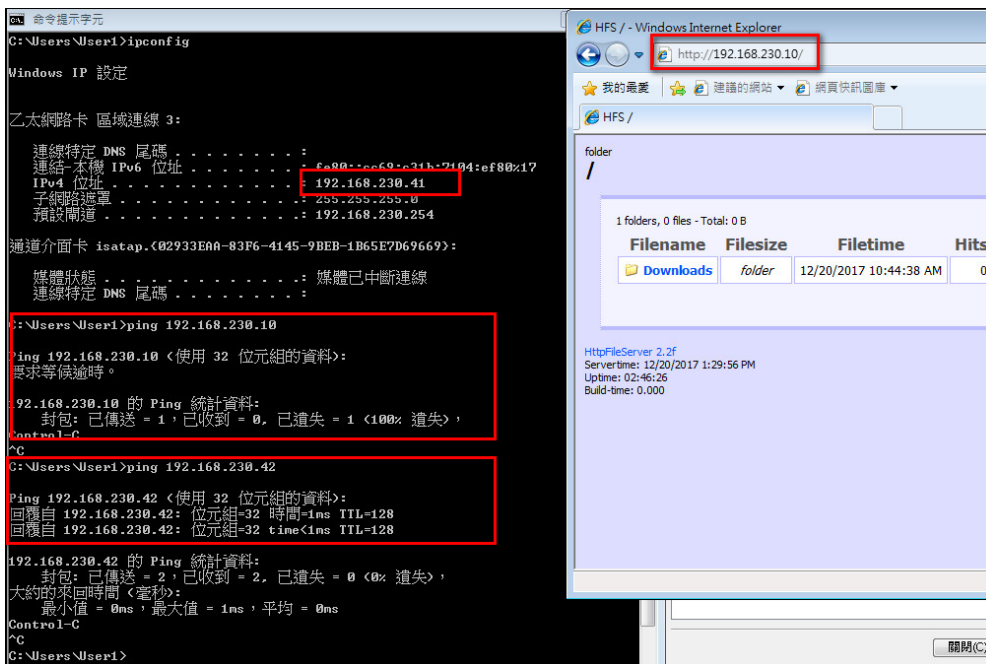 命令提示字元
C:\Users\User1>ipconfig
Windows IP 設定
乙太網路卡 區域連線 3:
連線特定 DNS 尾碼 . . . . . . . . :
連結-本機 IPv6 位址 . . . . . . . : fe80::cc69:c31b:7104:ef80%17
IPv4 位址 . . . . . . . . . . . . : 192.168.230.41
子網路遮罩 . . . . . . . . . . . .: 255.255.255.0
預設閘道 . . . . . . . . . . . . .: 192.168.230.254
通道介面卡 isatap.{02933EAA-83F6-4145-9BEB-1B65E7D69669}:
媒體狀態 . . . . . . . . . . . . .: 媒體已中斷連線
連線特定 DNS 尾碼 . . . . . . . . :
C:\Users\User1>ping 192.168.230.10
Ping 192.168.230.10 (使用 32 位元組的資料):
要求等候逾時。
192.168.230.10 的 Ping 統計資料:
封包: 已傳送 = 1，已收到 = 0, 已遺失 = 1 (100% 遺失)，
Control-C
^C
C:\Users\User1>ping 192.168.230.42
Ping 192.168.230.42 (使用 32 位元組的資料):
回覆自 192.168.230.42: 位元組=32 時間=1ms TTL=128
回覆自 192.168.230.42: 位元組=32 time<1ms TTL=128
192.168.230.42 的 Ping 統計資料:
封包: 已傳送 = 2，已收到 = 2, 已遺失 = 0 (0% 遺失)，
大約的來回時間 (毫秒):
最小值 = 0ms，最大值 = 1ms，平均 = 0ms
Control-C
^C
C:\Users\User1>
HFS / - Windows Internet Explorer
http://192.168.230.10/
我的最愛 建議的網站 網頁快訊圖庫
HFS /
folder
/
1 folders, 0 files - Total: 0 B
Filename Filesize Filetime Hits
Downloads folder 12/20/2017 10:44:38 AM 0
HttpFileServer 2.2f
Servertime: 12/20/2017 1:29:56 PM
Uptime: 02:46:26
Build-time: 0.000
關閉(C)